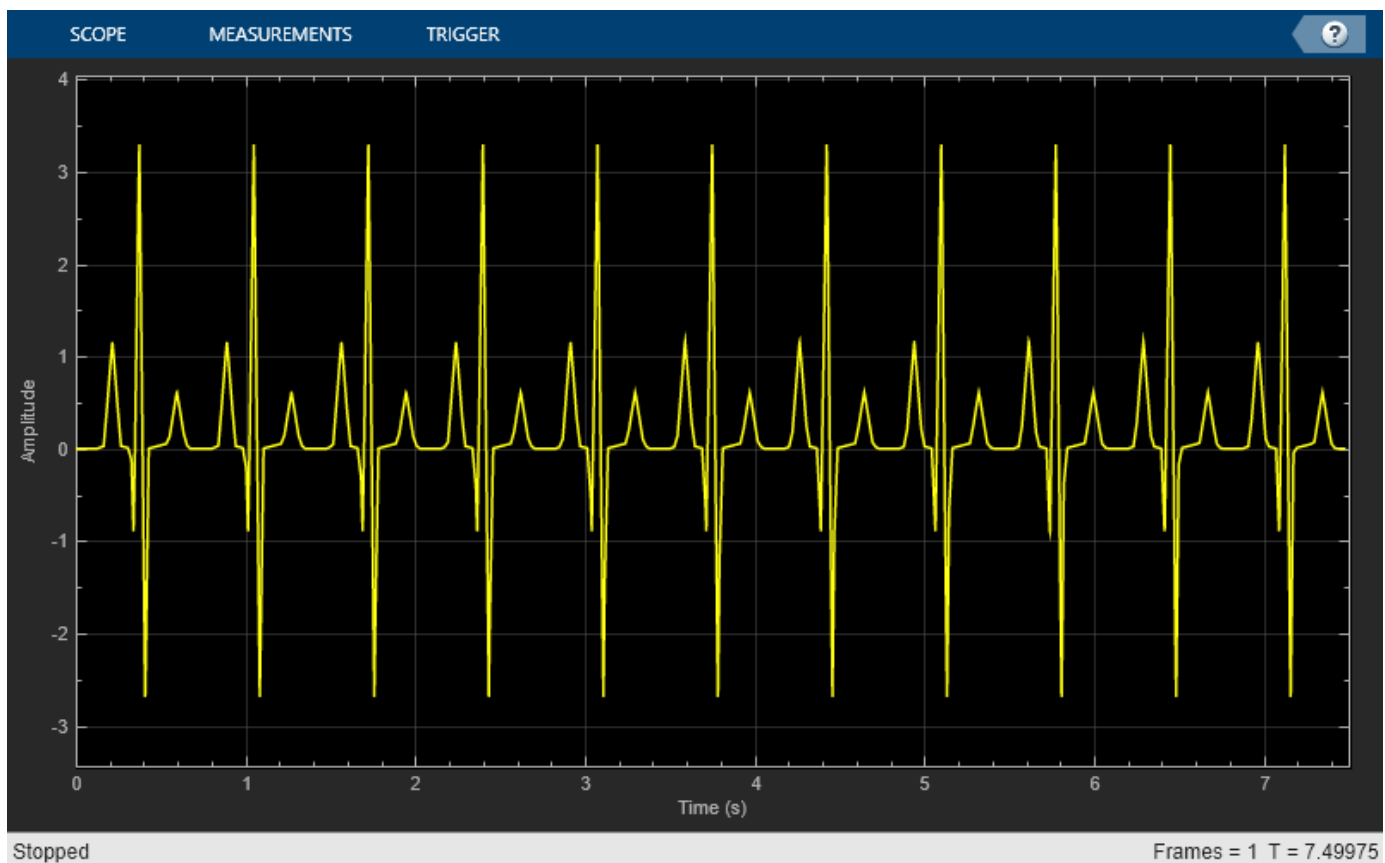 SCOPE MEASUREMENTS TRIGGER ?
4
3
2
1
0
-1
-2
-3
Amplitude
0 1 2 3 4 5 6 7
Time (s)
Stopped Frames = 1 T = 7.49975